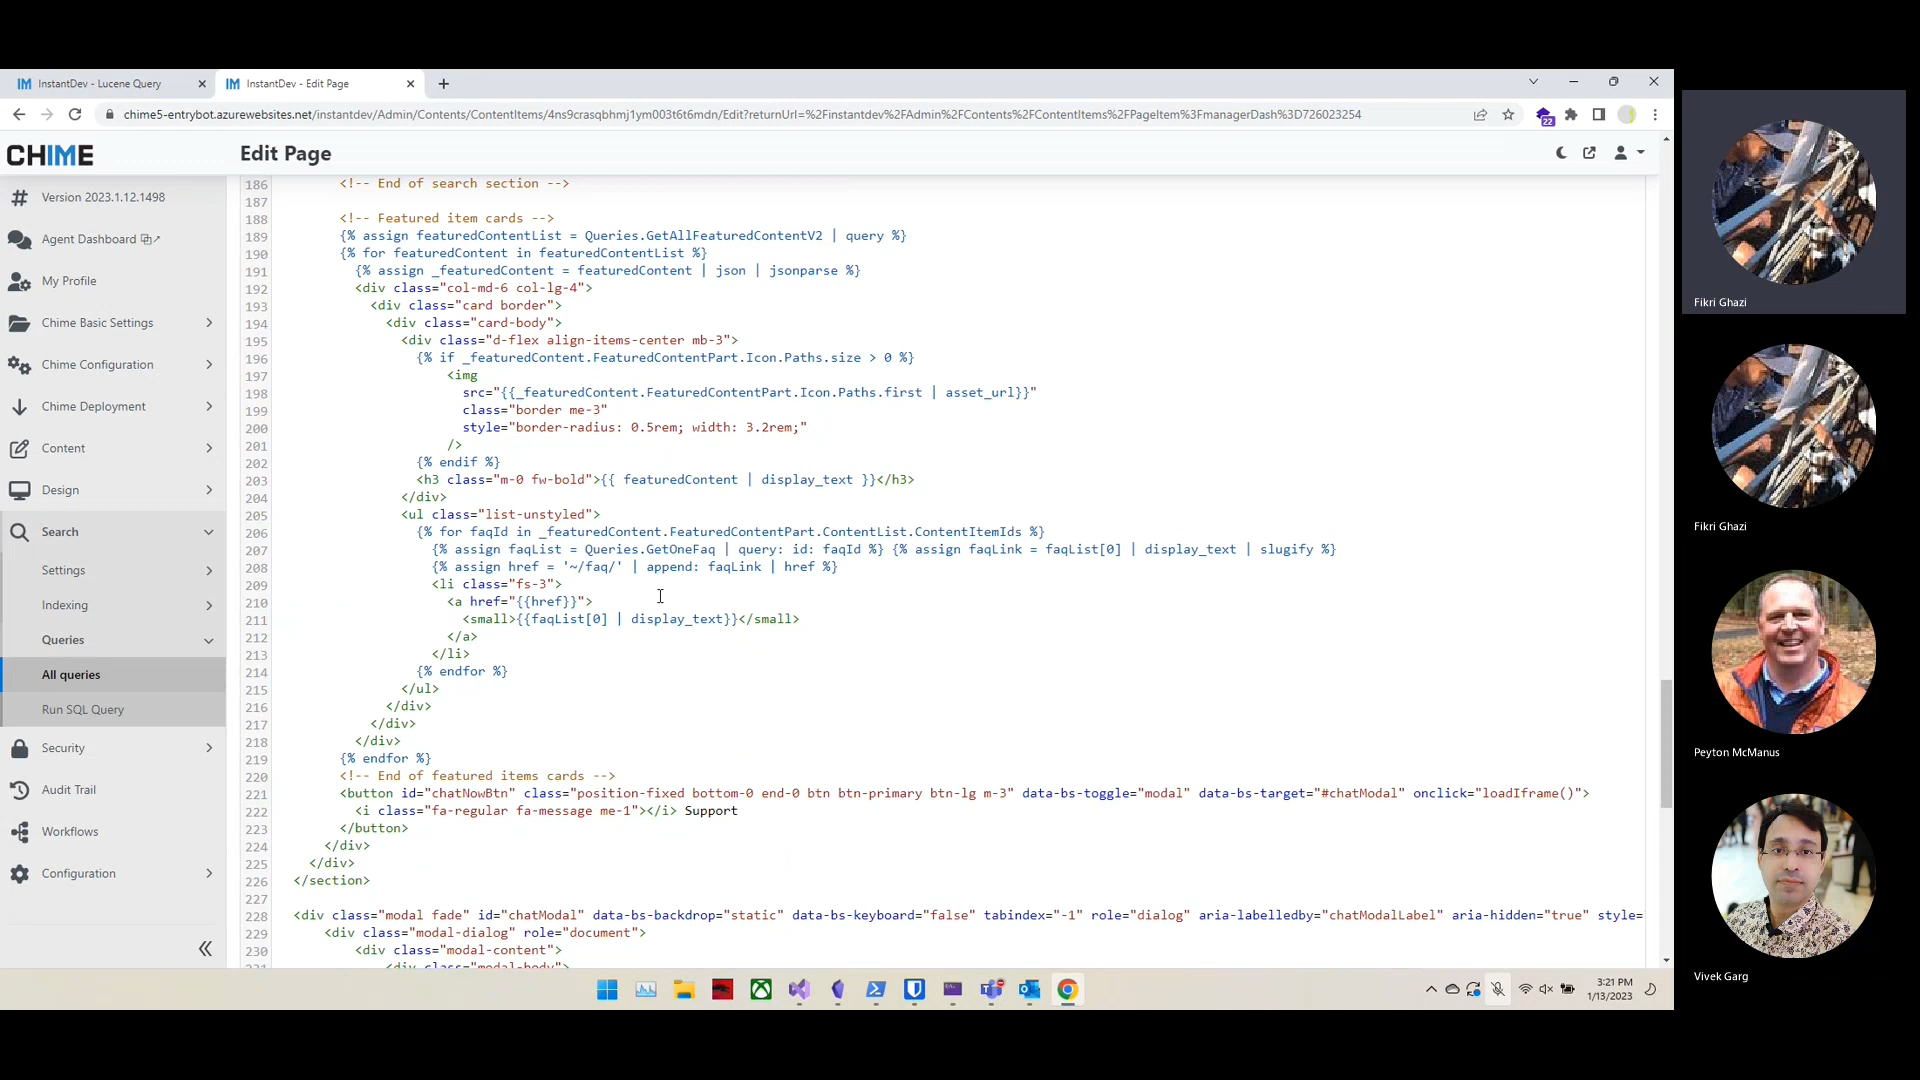 InstantDev - Lucene Query
InstantDev - Edit Page
chime5-entrybot.azurewebsites.net/instantdev/Admin/Contents/ContentItems/4ns9crasqbhmj1ym003t6t6mdn/Edit?returnUrl=%2Finstantdev%2FAdmin%2FContents%2FContentItems%2FPageItem%3FmanagerDash%3D726023254
22
CHIME
Edit Page
Version 2023.1.12.1498
Agent Dashboard
My Profile
Chime Basic Settings
Chime Configuration
Chime Deployment
Content
Design
Search
Settings
Indexing
Queries
All queries
Run SQL Query
Security
Audit Trail
Workflows
Configuration
186 <!-- End of search section -->
187
188 <!-- Featured item cards -->
189 {% assign featuredContentList = Queries.GetAllFeaturedContentV2 | query %}
190 {% for featuredContent in featuredContentList %}
191 {% assign _featuredContent = featuredContent | json | jsonparse %}
192 <div class="col-md-6 col-lg-4">
193 <div class="card border">
194 <div class="card-body">
195 <div class="d-flex align-items-center mb-3">
196 {% if _featuredContent.FeaturedContentPart.Icon.Paths.size > 0 %}
197 <img
198 src="{{_featuredContent.FeaturedContentPart.Icon.Paths.first | asset_url}}"
199 class="border me-3"
200 style="border-radius: 0.5rem; width: 3.2rem;"
201 />
202 {% endif %}
203 <h3 class="m-0 fw-bold">{{ featuredContent | display_text }}</h3>
204 </div>
205 <ul class="list-unstyled">
206 {% for faqId in _featuredContent.FeaturedContentPart.ContentList.ContentItemIds %}
207 {% assign faqList = Queries.GetOneFaq | query: id: faqId %} {% assign faqLink = faqList[0] | display_text | slugify %}
208 {% assign href = '~/faq/' | append: faqLink | href %}
209 <li class="fs-3">
210 <a href="{{href}}">
211 <small>{{faqList[0] | display_text}}</small>
212 </a>
213 </li>
214 {% endfor %}
215 </ul>
216 </div>
217 </div>
218 </div>
219 {% endfor %}
220 <!-- End of featured items cards -->
221 <button id="chatNowBtn" class="position-fixed bottom-0 end-0 btn btn-primary btn-lg m-3" data-bs-toggle="modal" data-bs-target="#chatModal" onclick="loadIframe()">
222 <i class="fa-regular fa-message me-1"></i> Support
223 </button>
224 </div>
225 </div>
226 </section>
227
228 <div class="modal fade" id="chatModal" data-bs-backdrop="static" data-bs-keyboard="false" tabindex="-1" role="dialog" aria-labelledby="chatModalLabel" aria-hidden="true" style=
229 <div class="modal-dialog" role="document">
230 <div class="modal-content">
231 <div class="modal-body">
3:21 PM
1/13/2023
Fikri Ghazi
Fikri Ghazi
Peyton McManus
Vivek Garg